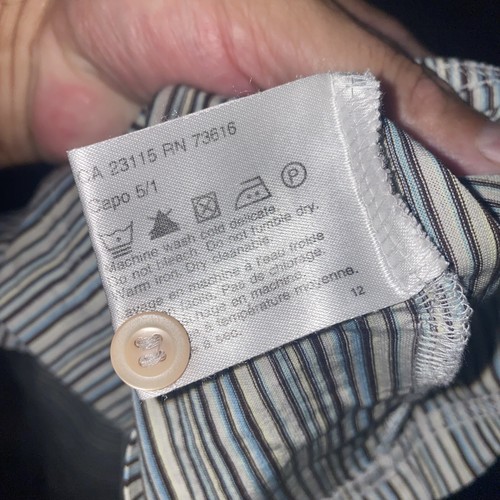 CA 23115 RN 73616
Capo 5/1
P
Machine wash cold delicate.
Do not bleach. Do not tumble dry.
Warm iron. Dry cleanable.
Lavage en machine à l'eau froide
Pas de chlorage.
en machine.
à température moyenne.
à sec.
12